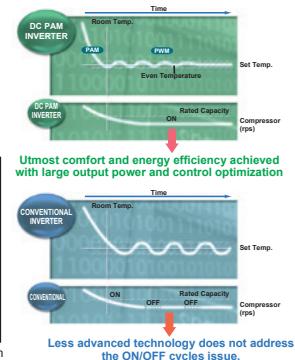 Time
DC PAM
INVERTER
Room Temp.
PAM
PWM
Even Temperature
Set Temp.
DC PAM
INVERTER
Rated Capacity
ON
Compressor
(rps)
Utmost comfort and energy efficiency achieved
with large output power and control optimization
Time
CONVENTIONAL
INVERTER
Room Temp.
Set Temp.
CONVENTIONAL
ON
Rated Capacity
OFF
OFF
Compressor
(rps)
Less advanced technology does not address
the ON/OFF cycles issue.